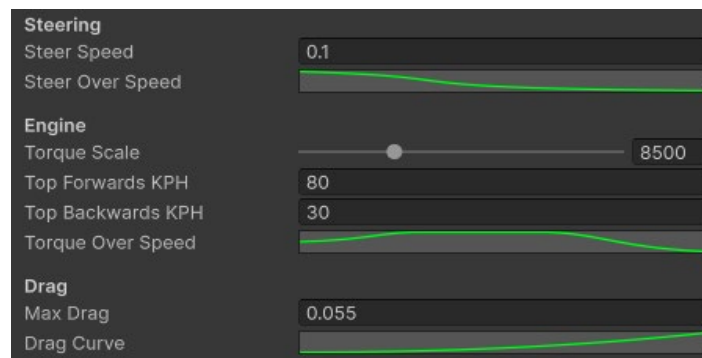 Steering
Steer Speed 0.1
Steer Over Speed
Engine
Torque Scale 8500
Top Forwards KPH 80
Top Backwards KPH 30
Torque Over Speed
Drag
Max Drag 0.055
Drag Curve